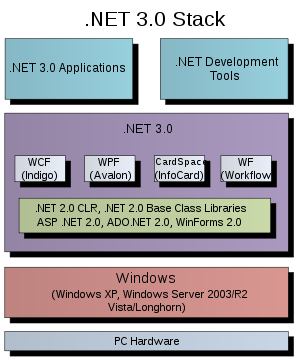 .NET 3.0 Stack
.NET 3.0 Applications
.NET Development
Tools
.NET 3.0
WCF
(Indigo)
WPF
(Avalon)
CardSpace
(InfoCard)
WF
(Workflow
.NET 2.0 CLR, .NET 2.0 Base Class Libraries
ASP .NET 2.0, ADO.NET 2.0, WinForms 2.0
Windows
(Windows XP, Windows Server 2003/R2
Vista/Longhorn)
PC Hardware